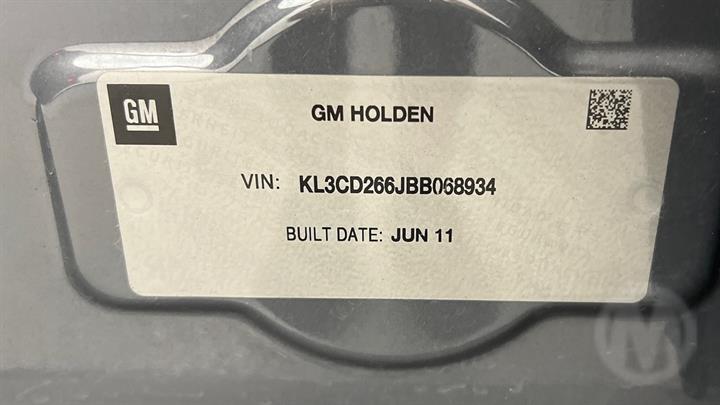 GM
GM HOLDEN
VIN: KL3CD266JBB068934
BUILT DATE: JUN 11
M